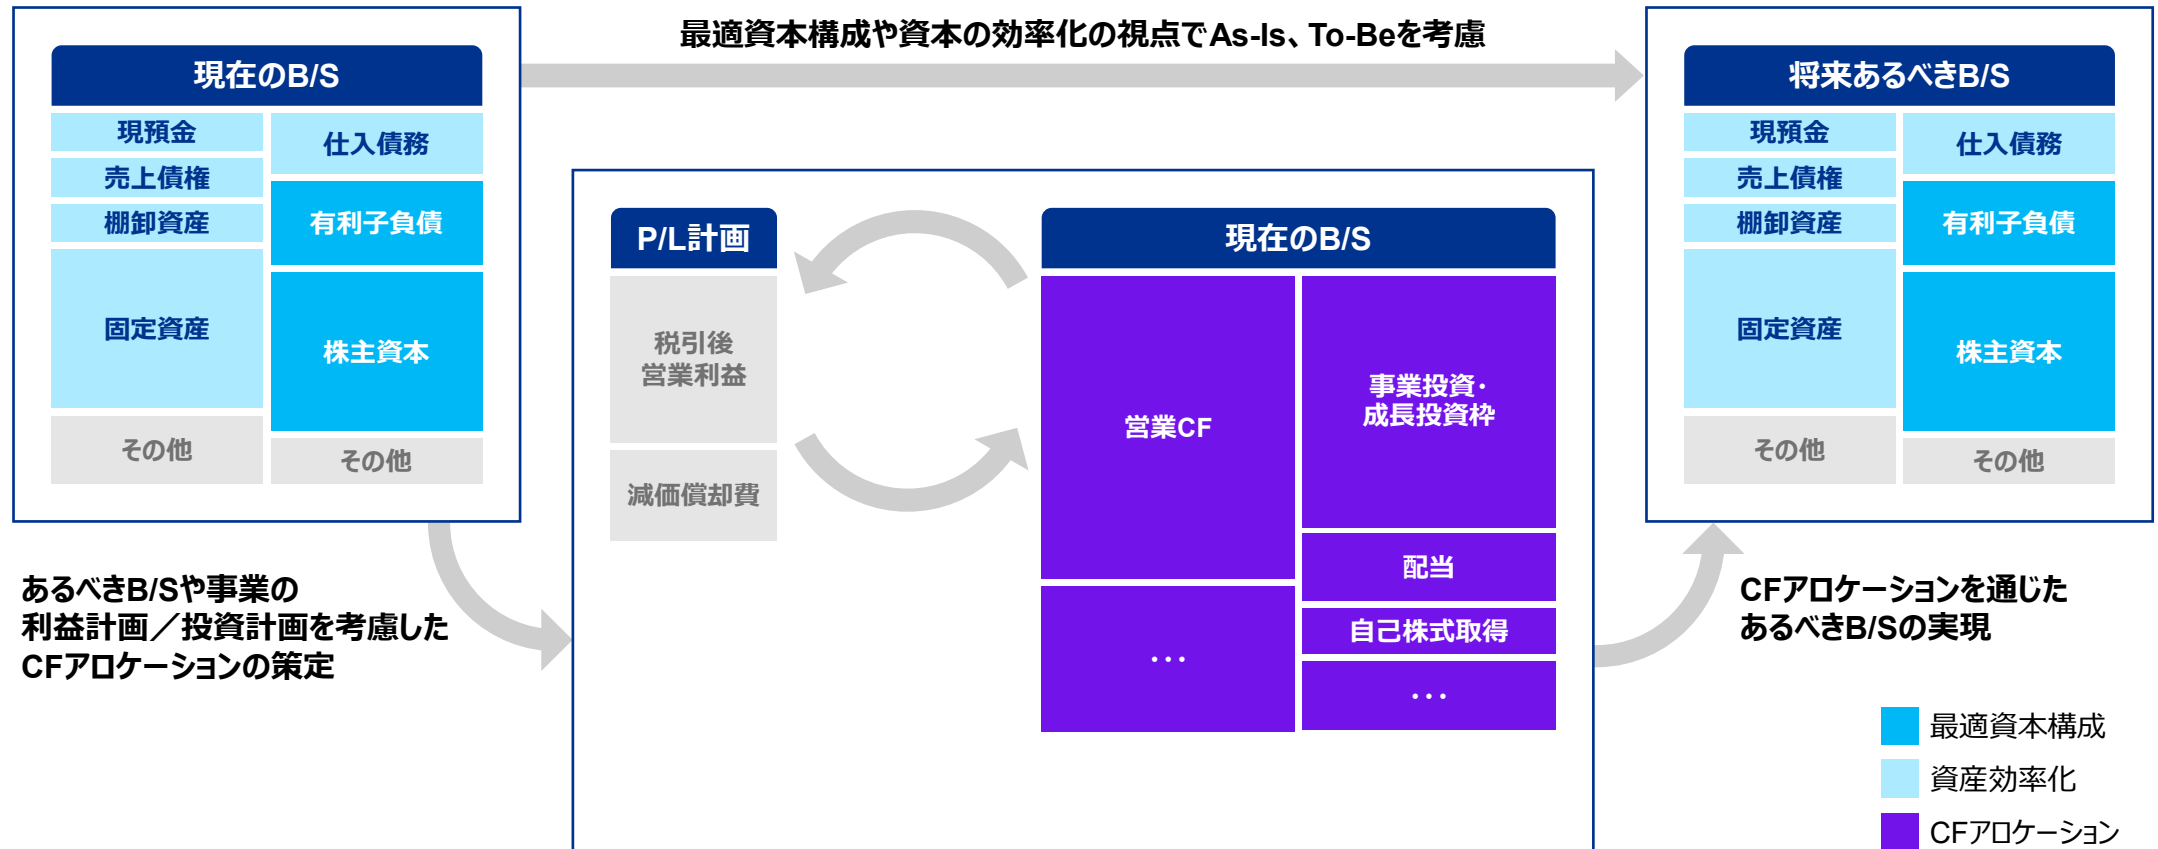 最適資本構成や資本の効率化の視点でAs-Is、To-Beを考慮
現在のB/S
現預金
売上債権
棚卸資産
固定資産
その他
仕入債務
有利子負債
株主資本
その他
あるべきB/Sや事業の
利益計画／投資計画を考慮した
CFアロケーションの策定
P/L計画
税引後
営業利益
減価償却費
現在のB/S
営業CF
・・・
事業投資・
成長投資枠
配当
自己株式取得
・・・
将来あるべきB/S
現預金
売上債権
棚卸資産
固定資産
その他
仕入債務
有利子負債
株主資本
その他
CFアロケーションを通じた
あるべきB/Sの実現
最適資本構成
資産効率化
CFアロケーション